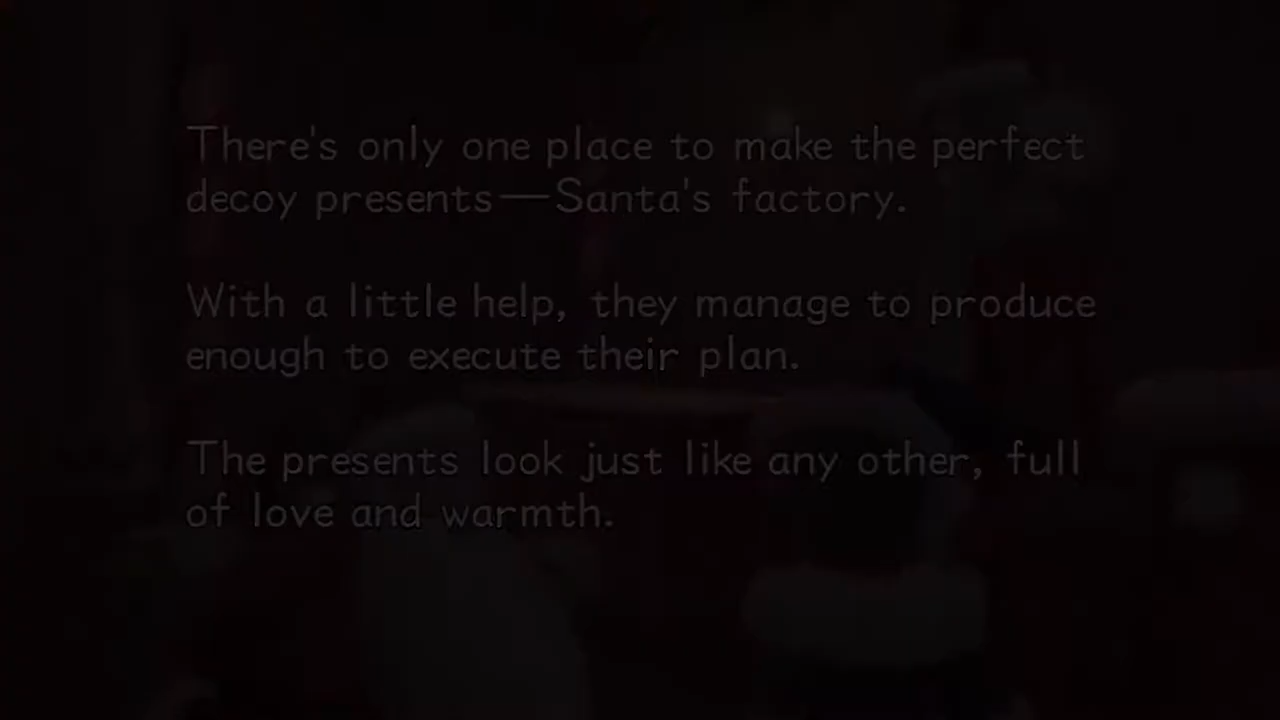 There's only one place to make the perfect
decoy presents—Santa's factory.
With a little help, they manage to produce
enough to execute their plan.
The presents look just like any other, full
of love and warmth.